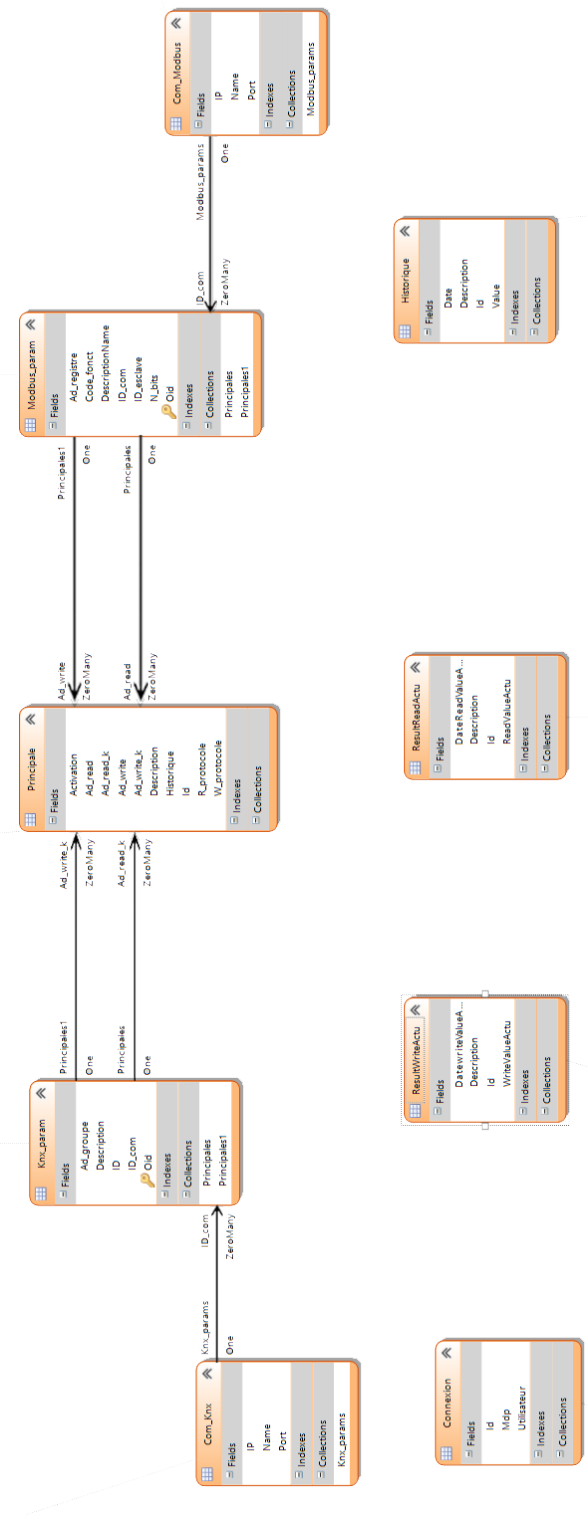 Com_Knx
Fields
IP
Name
Port
Indexes
Collections
Knx_params
Knx_params
One
ID_com
ZeroMany
Knx_param
Fields
Ad_groupe
Description
ID
ID_com
Oid
Indexes
Collections
Principales
Principales1
Principales1
One
Principales
One
Ad_write_k
ZeroMany
Ad_read_k
ZeroMany
Principale
Fields
Activation
Ad_read
Ad_read_k
Ad_write
Ad_write_k
Description
Historique
Id
R_protocole
W_protocole
Indexes
Collections
Ad_write
ZeroMany
Ad_read
ZeroMany
Principales1
One
Principales
One
Modbus_param
Fields
Ad_registre
Code_fonct
DescriptionName
ID_com
ID_esclave
N_bits
Oid
Indexes
Collections
Principales
Principales1
ID_com
ZeroMany
Modbus_params
One
Com_Modbus
Fields
IP
Name
Port
Indexes
Collections
Modbus_params
Connexion
Fields
Id
Mdp
Utilisateur
Indexes
Collections
ResultWriteActu
Fields
DatewriteValueA...
Description
Id
WriteValueActu
Indexes
Collections
ResultReadActu
Fields
DateReadValueA...
Description
Id
ReadValueActu
Indexes
Collections
Historique
Fields
Date
Description
Id
Value
Indexes
Collections